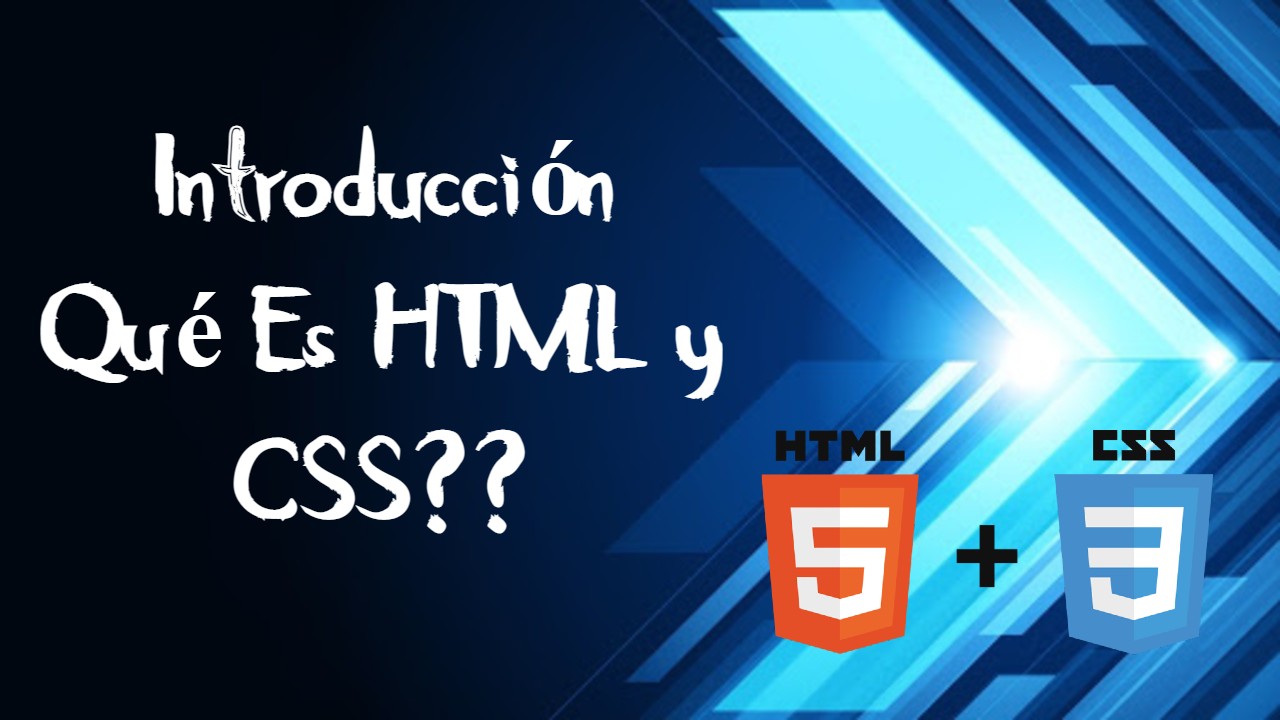 Introducción
Qué Es HTML y
CSS??
HTML
5
+
CSS
3